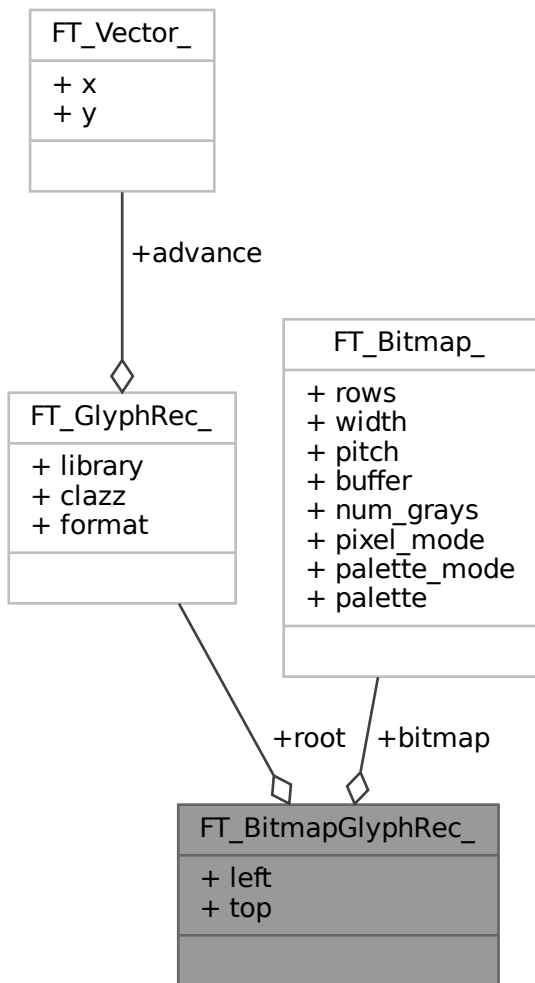 FT_Vector_
+ x
+ y
+advance
FT_GlyphRec_
+ library
+ clazz
+ format
FT_Bitmap_
+ rows
+ width
+ pitch
+ buffer
+ num_grays
+ pixel_mode
+ palette_mode
+ palette
+root
+bitmap
FT_BitmapGlyphRec_
+ left
+ top